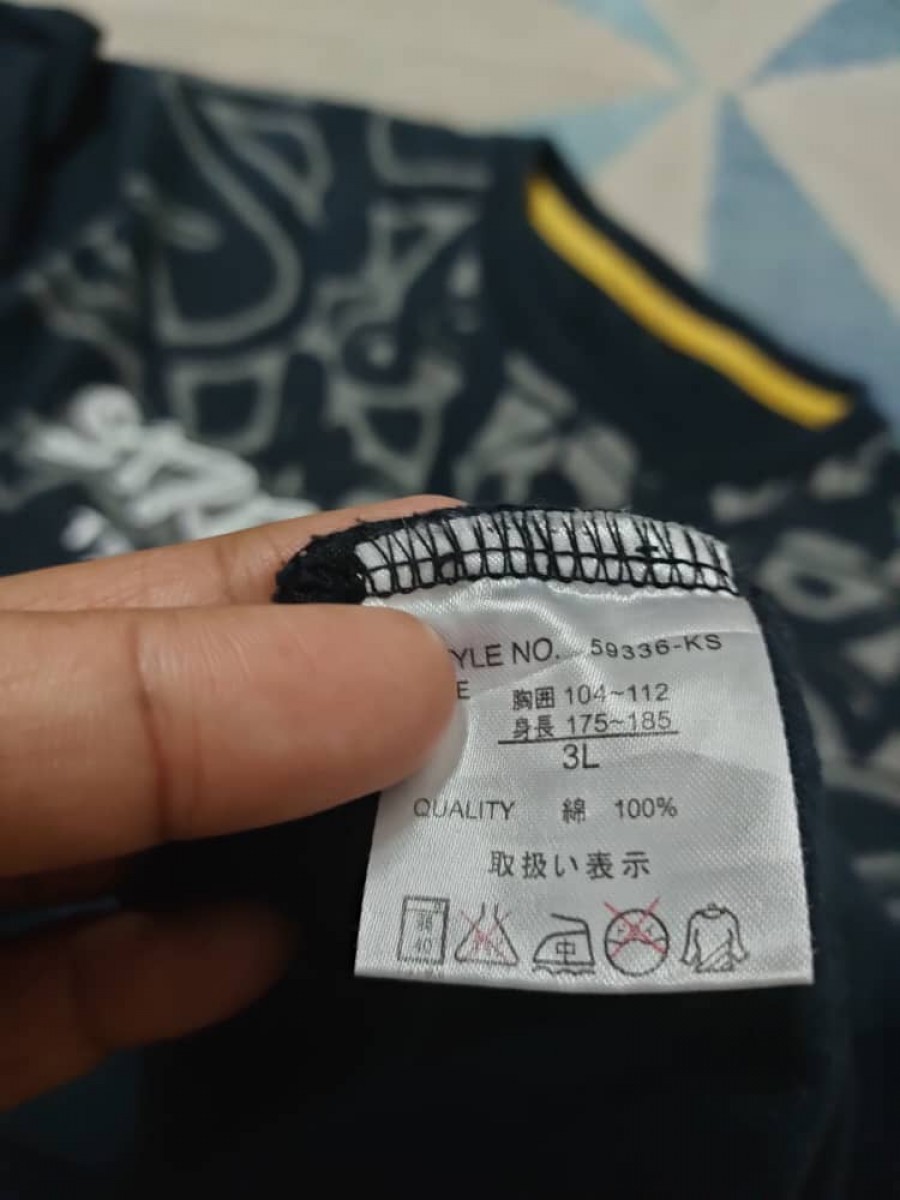 YLE NO. 59336-KS
E 胸囲 104~112
身長 175~185
3L
QUALITY 綿 100%
取扱い表示
40
中